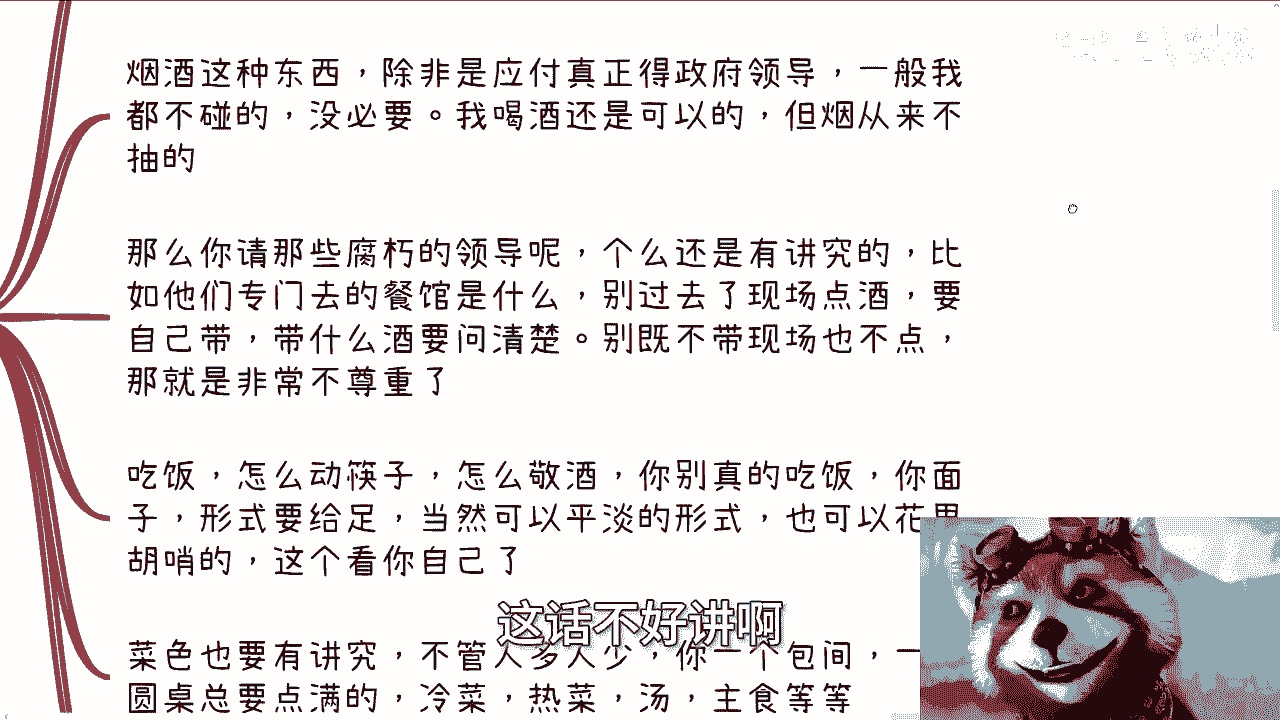 烟酒这种东西，除非是应付真正得政府领导，一般我
都不碰的，没必要。我喝酒还是可以的，但烟从来不
抽的
那么你请那些腐朽的领导呢，个么还是有讲究的，比
如他们专门去的餐馆是什么，别过去了现场点酒，要
自己带，带什么酒要问清楚。别既不带现场也不点，
那就是非常不尊重了
吃饭，怎么动筷子，怎么敬酒，你别真的吃饭，你面
子，形式要给足，当然可以平淡的形式，也可以花里
胡哨的，这个看你自己了
这话不好讲啊
菜色也要有讲究，不管人多人少，你一个包间，一
圆桌总要点满的，冷菜，热菜，汤，主食等等